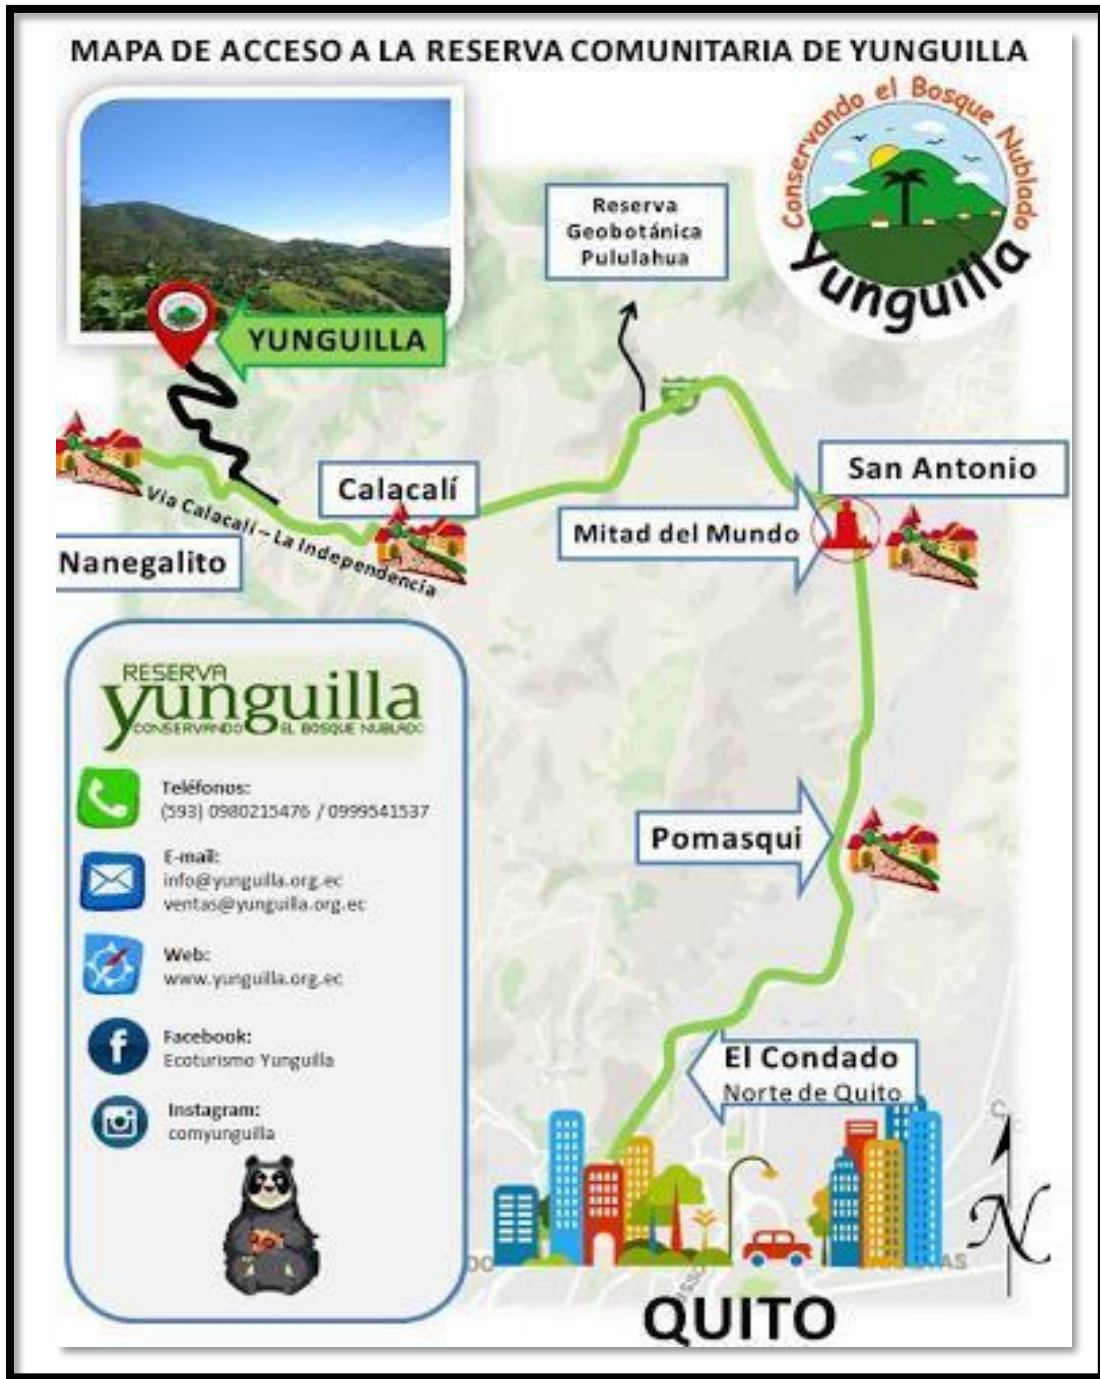 MAPA DE ACCESO A LA RESERVA COMUNITARIA DE YUNGUILLA
Conservando el Bosque Nublado
Yunguilla
Reserva
Geobotánica
Pululahua
YUNGUILLA
San Antonio
Calacalí
Mitad del Mundo
Via Calacali – La Independencia
Nanegalito
RESERVA
yunguilla
CONSERVANDO EL BOSQUE NUBLADO
Teléfonos:
(593) 0980215476 / 0999541537
E-mail:
info@yunguilla.org.ec
ventas@yunguilla.org.ec
Web:
www.yunguilla.org.ec
Facebook:
Ecoturismo Yunguilla
Instagram:
comyunguilla
Pomasqui
El Condado
Norte de Quito
N
QUITO